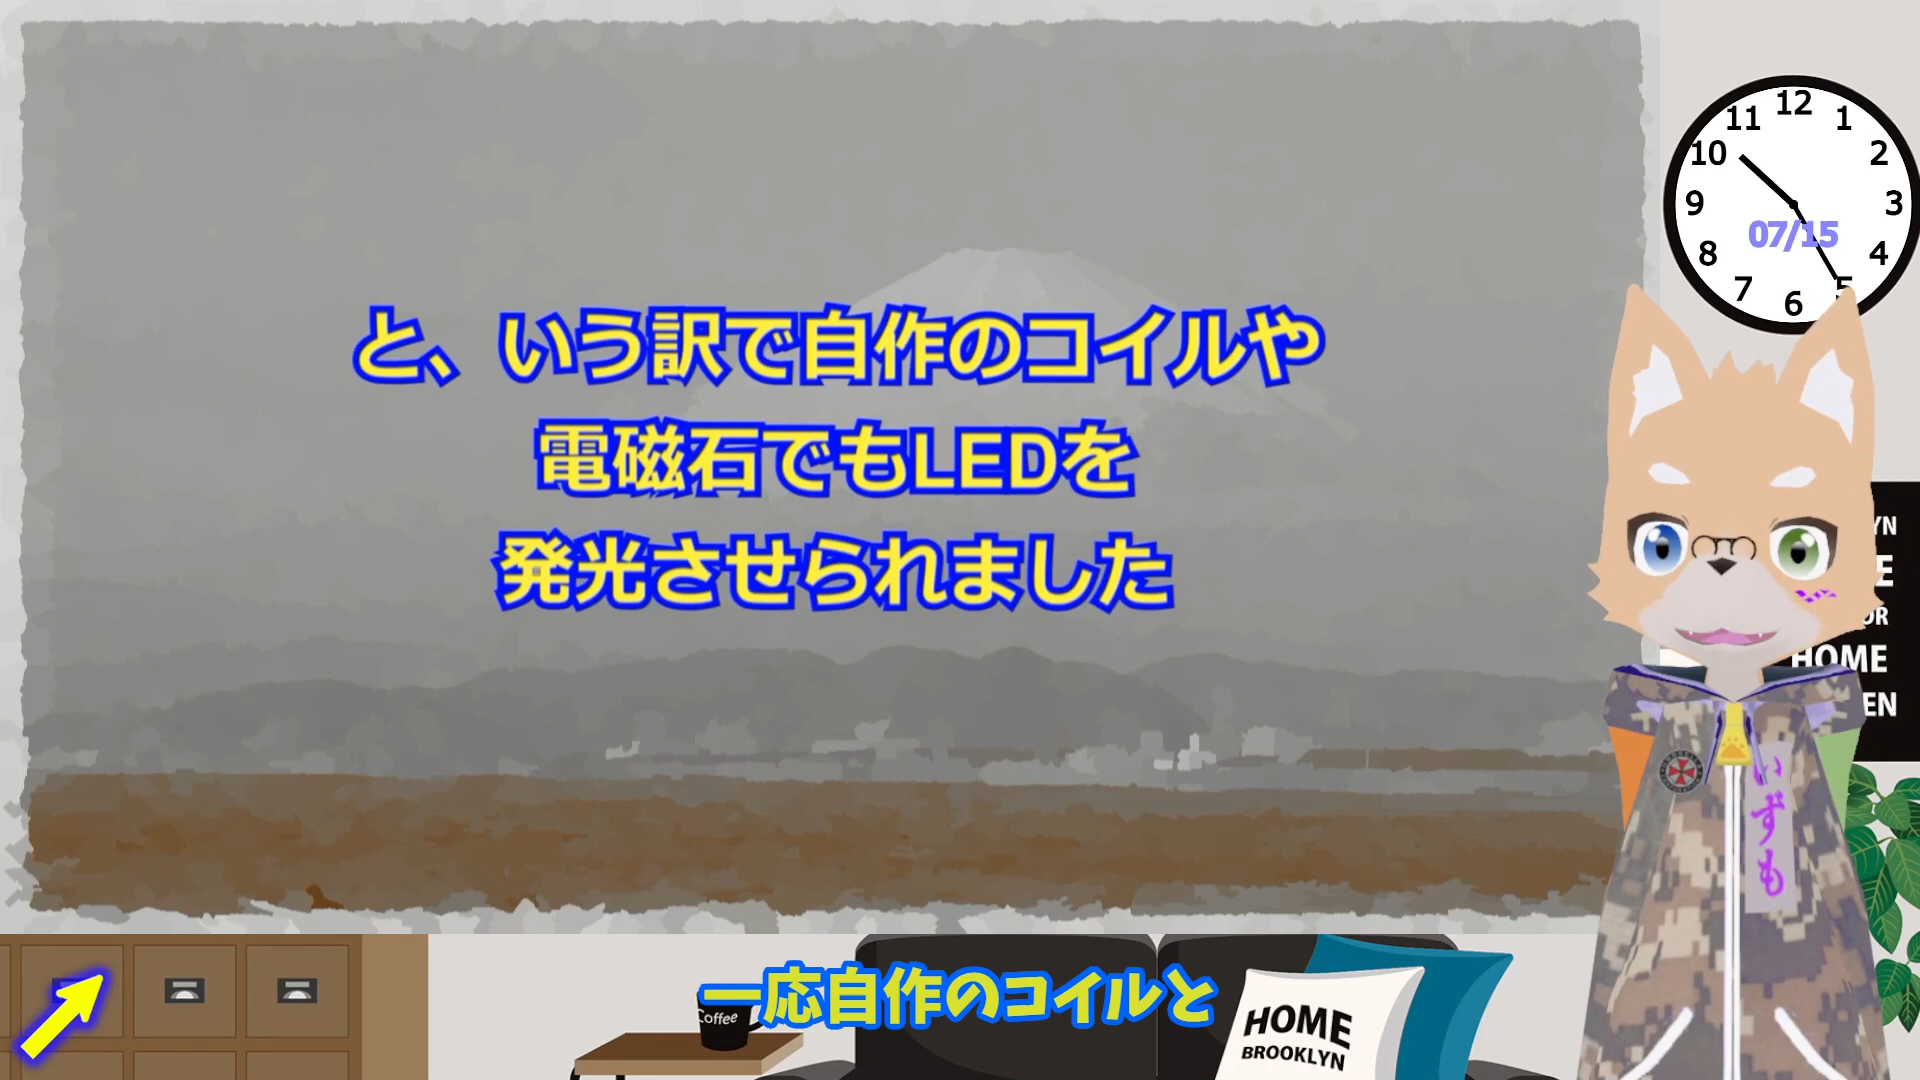 と、いう訳で自作のコイルや
電磁石でもLEDを
発光させられました
12
11
1
10
2
9
3
07/15
8
4
7
5
6
YN
E
OR
HOME
EN
いずも
一応自作のコイルと
Coffee
HOME
BROOKLYN